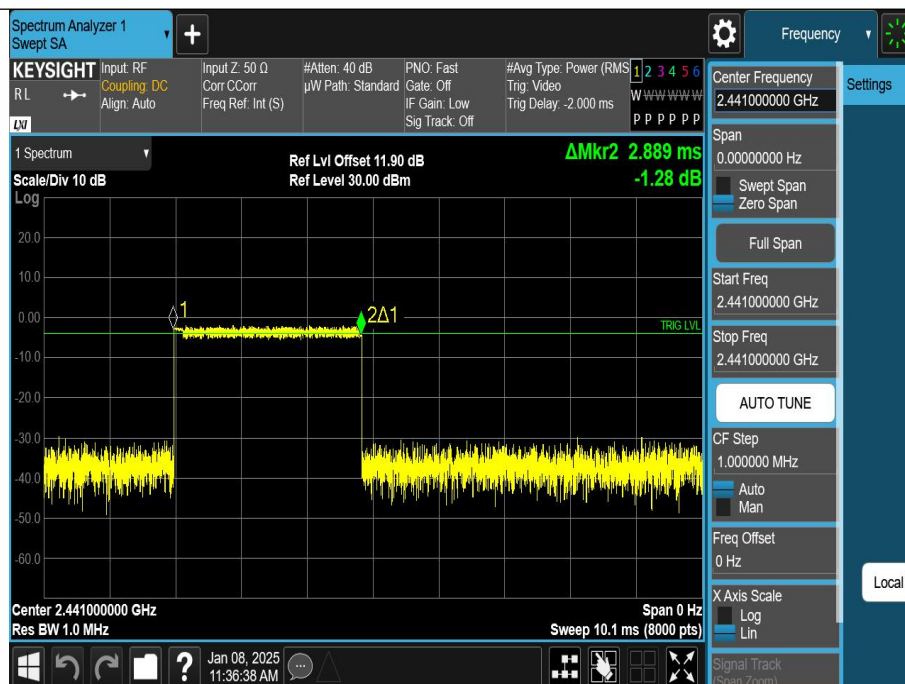 Spectrum Analyzer 1
Swept SA
Frequency
KEYSIGHT
RL
LXI
Input: RF
Coupling: DC
Align: Auto
Input Z: 50 Ω
Corr CCorr
Freq Ref: Int (S)
#Atten: 40 dB
µW Path: Standard
PNO: Fast
Gate: Off
IF Gain: Low
Sig Track: Off
#Avg Type: Power (RMS
Trig: Video
Trig Delay: -2.000 ms
1 2 3 4 5 6
W W W W W W
P P P P P P
Center Frequency
2.441000000 GHz
Settings
1 Spectrum
Scale/Div 10 dB
Log
Ref Lvl Offset 11.90 dB
Ref Level 30.00 dBm
ΔMkr2 2.889 ms
-1.28 dB
Span
0.00000000 Hz
Swept Span
Zero Span
Full Span
Start Freq
2.441000000 GHz
Stop Freq
2.441000000 GHz
AUTO TUNE
CF Step
1.000000 MHz
Auto
Man
Freq Offset
0 Hz
X Axis Scale
Log
Lin
Signal Track
(Span Zoom)
Local
20.0
10.0
0.00
-10.0
-20.0
-30.0
-40.0
-50.0
-60.0
1
2Δ1
TRIG LVL
Center 2.441000000 GHz
Res BW 1.0 MHz
Span 0 Hz
Sweep 10.1 ms (8000 pts)
Jan 08, 2025
11:36:38 AM